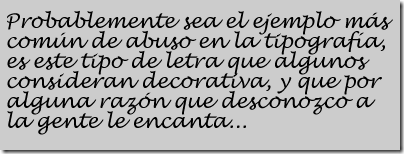 Probablemente sea el ejemplo más
común de abuso en la tipografía,
es este tipo de letra que algunos
consideran decorativa, y que por
alguna razón que desconozco a
la gente le encanta...